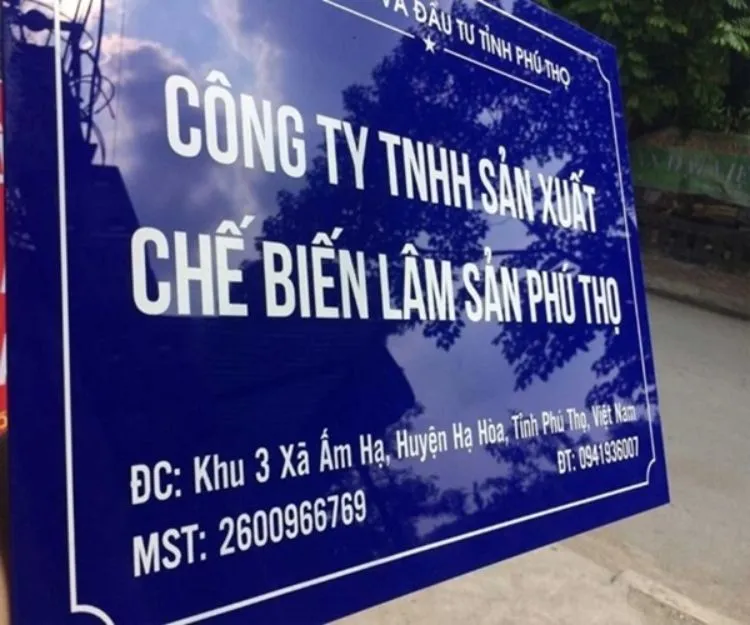 VÀ ĐẦU TƯ TỈNH PHÚ THỌ
CÔNG TY TNHH SẢN XUẤT
CHẾ BIẾN LÂM SẢN PHÚ THỌ
ĐC: Khu 3 Xã Ấm Hạ, Huyện Hạ Hòa, Tỉnh Phú Thọ, Việt Nam
MST: 2600966769
ĐT: 0941936007